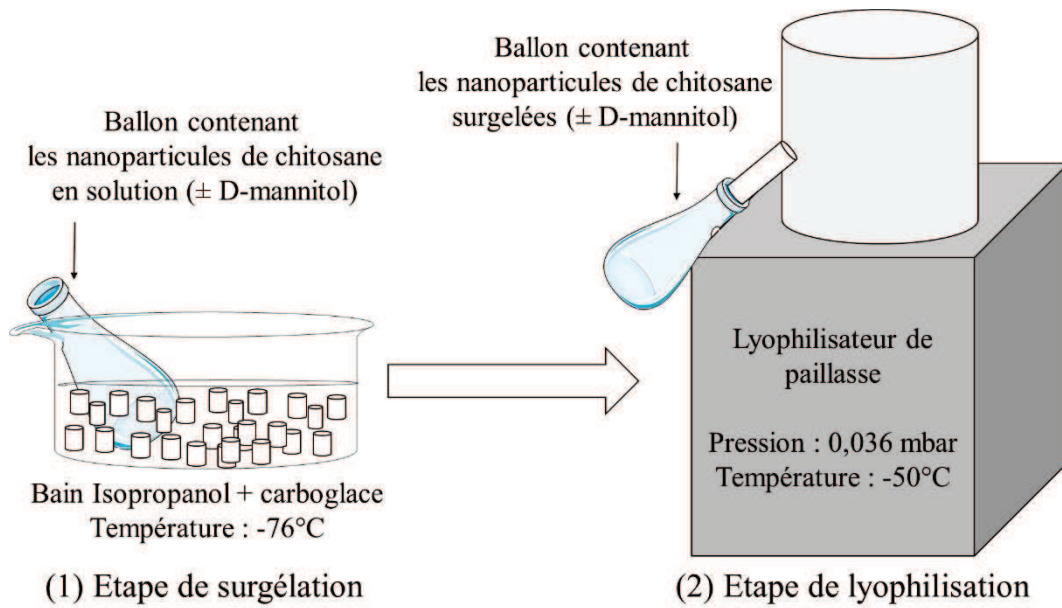 Ballon contenant
les nanoparticules de chitosane
en solution (± D-mannitol)
Bain Isopropanol + carboglace
Température : -76°C
(1) Etape de surgélation
Ballon contenant
les nanoparticules de chitosane
surgelées (± D-mannitol)
Lyophilisateur de
paillasse
Pression : 0,036 mbar
Température : -50°C
(2) Etape de lyophilisation